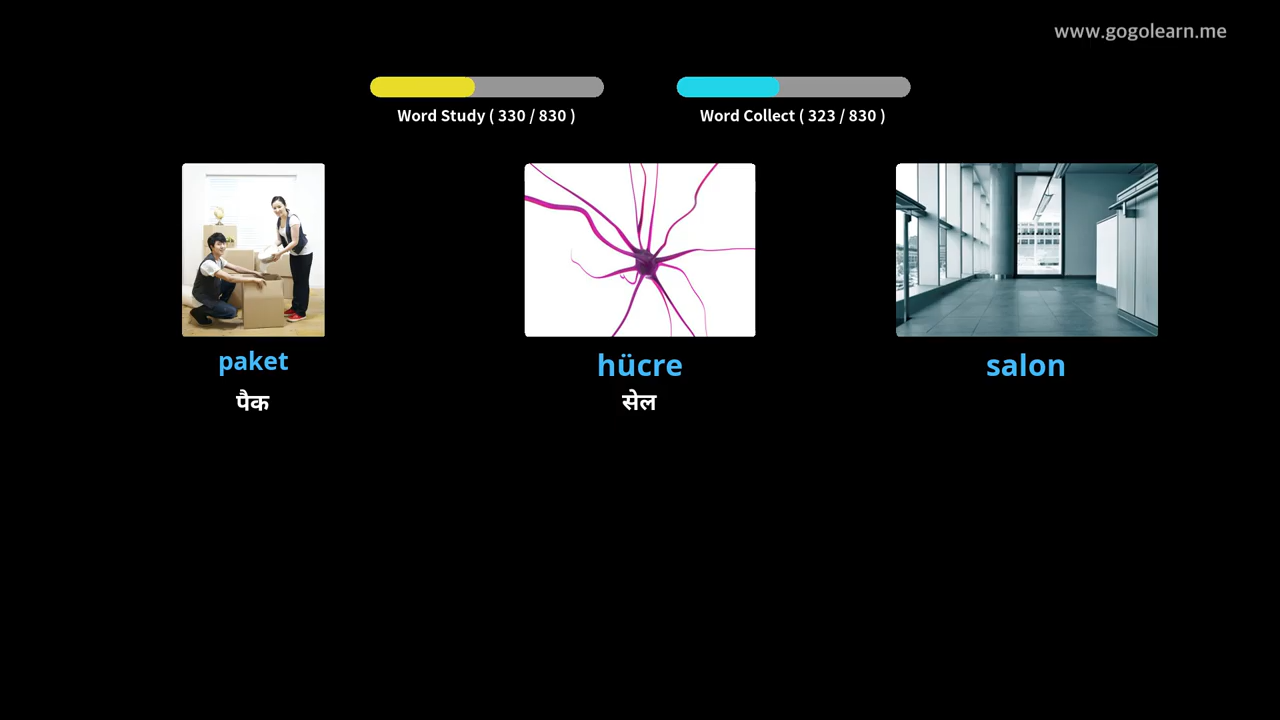 www.gogolearn.me
Word Study ( 330 / 830 )
Word Collect ( 323 / 830 )
paket
hücre
salon
पैक
सेल